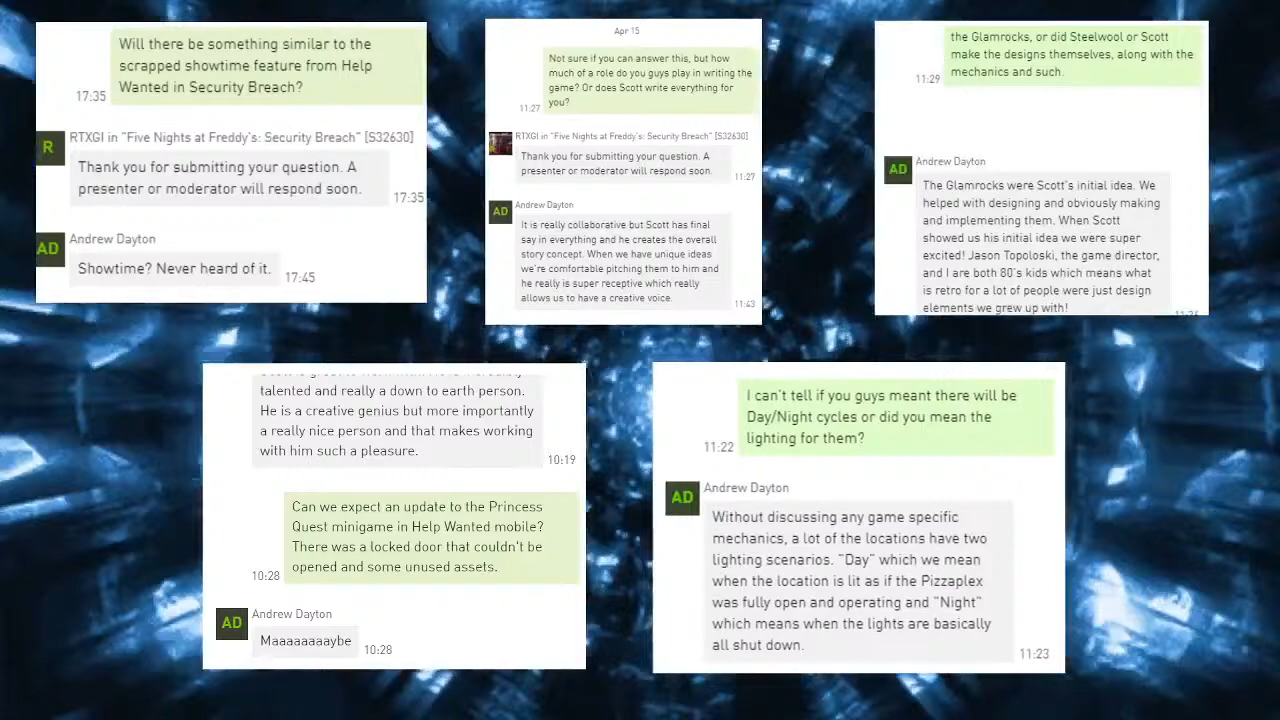 Will there be something similar to the
scrapped showtime feature from Help
Wanted in Security Breach?
17:35
R
RTXGI in "Five Nights at Freddy's: Security Breach" [S32630]
Thank you for submitting your question. A
presenter or moderator will respond soon.
17:35
AD
Andrew Dayton
Showtime? Never heard of it.
17:45
Apr 15
Not sure if you can answer this, but how
much of a role do you guys play in writing the
game? Or does Scott write everything for
you?
11:27
RTXGI in "Five Nights at Freddy's: Security Breach" [S32630]
Thank you for submitting your question. A
presenter or moderator will respond soon.
11:27
Andrew Dayton
AD
It is really collaborative but Scott has final
say in everything and he creates the overall
story concept. When we have unique ideas
we're comfortable pitching them to him and
he really is super receptive which really
allows us to have a creative voice.
11:43
the Glamrocks, or did Steelwool or Scott
make the designs themselves, along with the
mechanics and such.
11:29
Andrew Dayton
AD
The Glamrocks were Scott's initial idea. We
helped with designing and obviously making
and implementing them. When Scott
showed us his initial idea we were super
excited! Jason Topoloski, the game director,
and I are both 80's kids which means what
is retro for a lot of people were just design
elements we grew up with!
talented and really a down to earth person.
He is a creative genius but more importantly
a really nice person and that makes working
with him such a pleasure.
10:19
Can we expect an update to the Princess
Quest minigame in Help Wanted mobile?
There was a locked door that couldn't be
opened and some unused assets.
10:28
Andrew Dayton
AD
Maaaaaaaaybe
10:28
I can't tell if you guys meant there will be
Day/Night cycles or did you mean the
lighting for them?
11:22
Andrew Dayton
AD
Without discussing any game specific
mechanics, a lot of the locations have two
lighting scenarios. "Day" which we mean
when the location is lit as if the Pizzaplex
was fully open and operating and "Night"
which means when the lights are basically
all shut down.
11:23